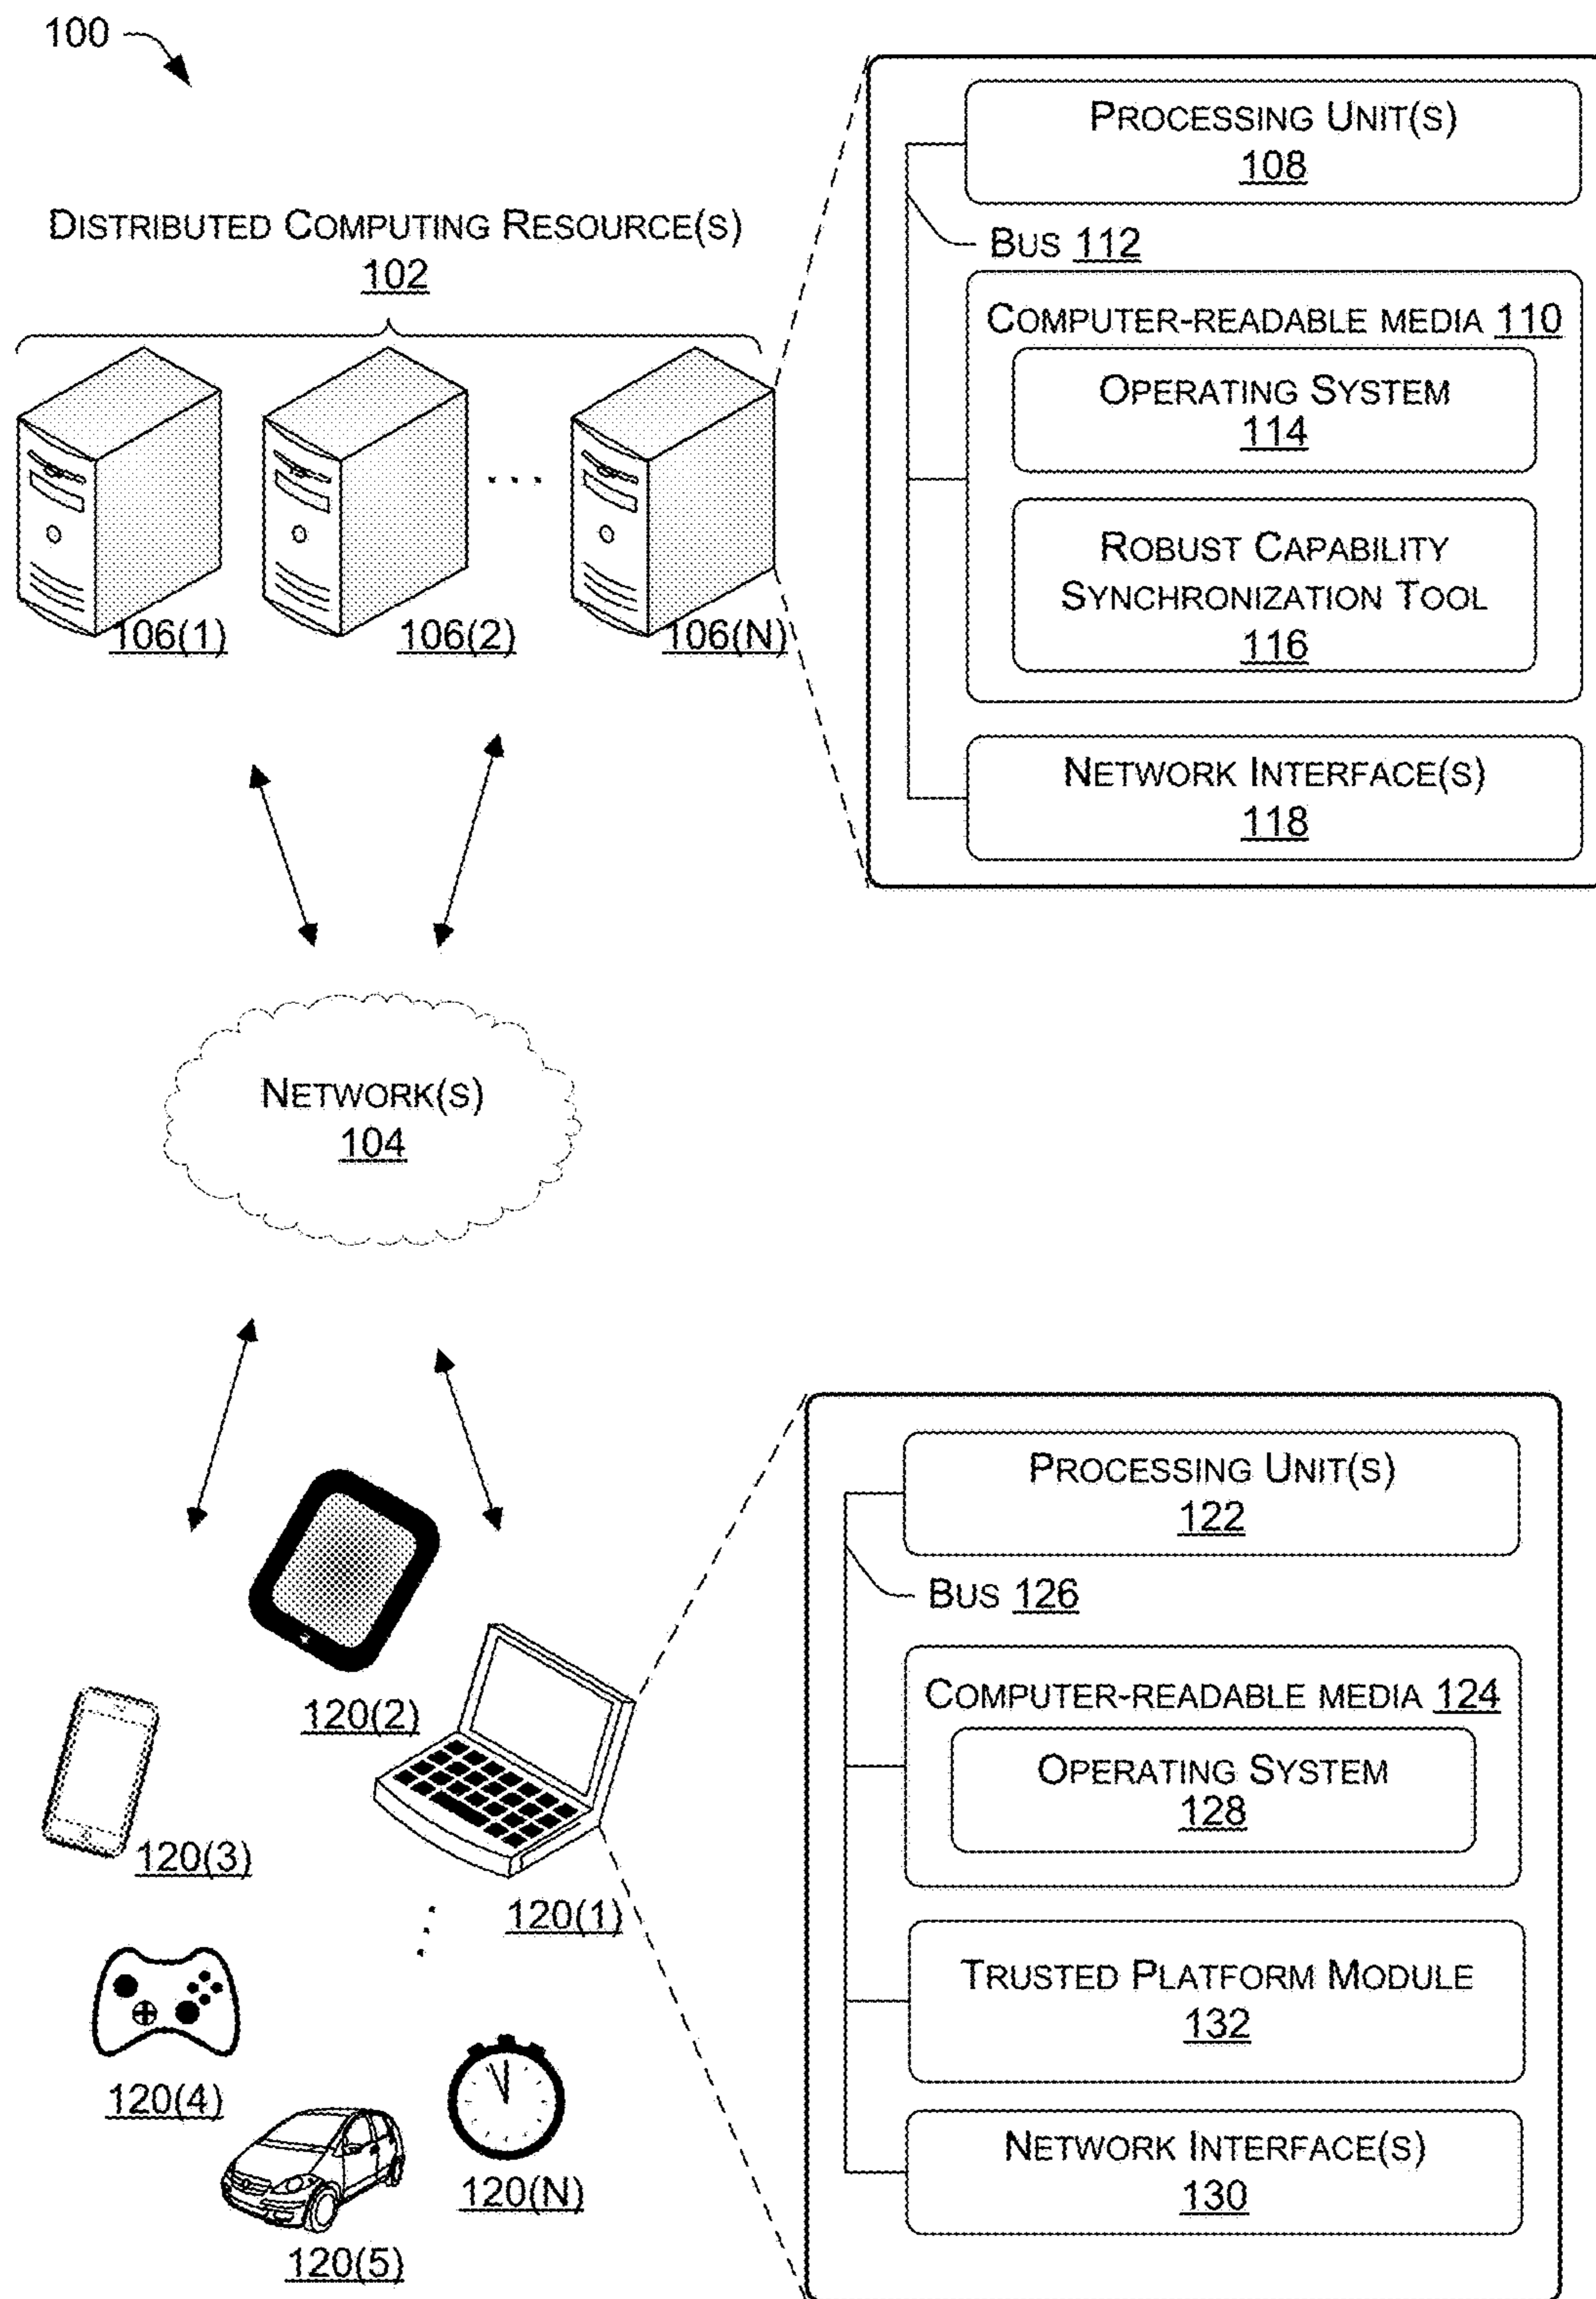 100
DISTRIBUTED COMPUTING RESOURCE(S)
102
106(1)
106(2)
...
106(N)
PROCESSING UNIT(S)
108
BUS 112
COMPUTER-READABLE MEDIA 110
OPERATING SYSTEM
114
ROBUST CAPABILITY
SYNCHRONIZATION TOOL
116
NETWORK INTERFACE(S)
118
NETWORK(S)
104
120(2)
120(3)
120(1)
...
120(4)
120(N)
120(5)
PROCESSING UNIT(S)
122
BUS 126
COMPUTER-READABLE MEDIA 124
OPERATING SYSTEM
128
TRUSTED PLATFORM MODULE
132
NETWORK INTERFACE(S)
130